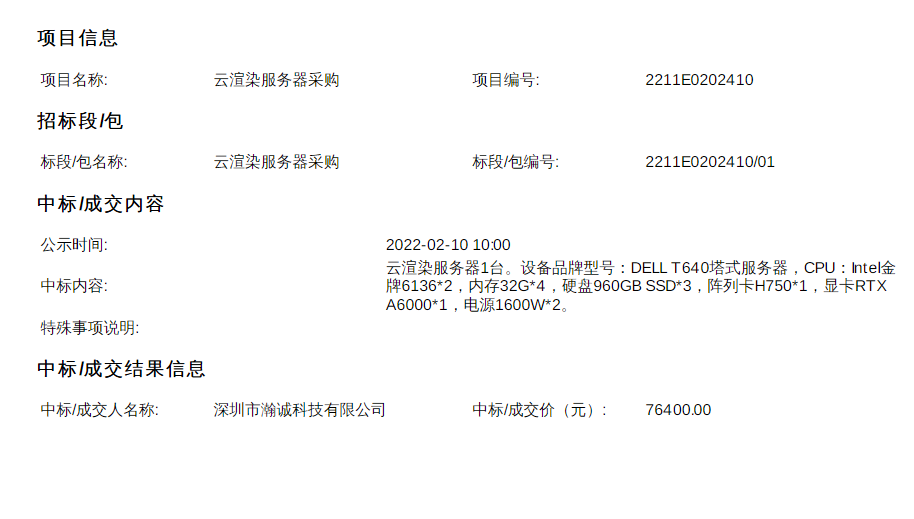 项目信息
项目名称: 云渲染服务器采购 项目编号: 2211E0202410
招标段/包
标段/包名称: 云渲染服务器采购 标段/包编号: 2211E0202410/01
中标/成交内容
公示时间: 2022-02-10 10:00
中标内容: 云渲染服务器1台。设备品牌型号：DELL T640塔式服务器，CPU：Intel金
牌6136*2，内存32G*4，硬盘960GB SSD*3，阵列卡H750*1，显卡RTX
A6000*1，电源1600W*2。
特殊事项说明:
中标/成交结果信息
中标/成交人名称: 深圳市瀚诚科技有限公司 中标/成交价（元）: 76400.00